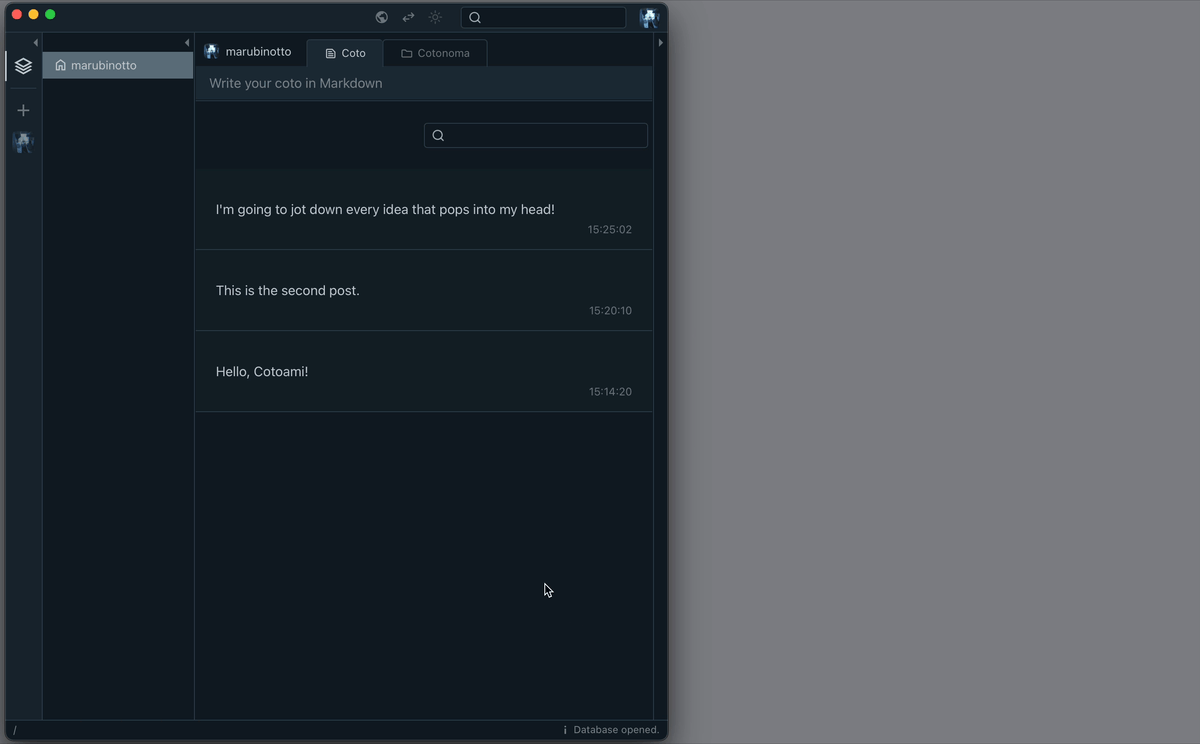 marubinotto
marubinotto
Coto
Cotonoma
Write your coto in Markdown
I'm going to jot down every idea that pops into my head!
15:25:02
This is the second post.
15:20:10
Hello, Cotoami!
15:14:20
/
i Database opened.